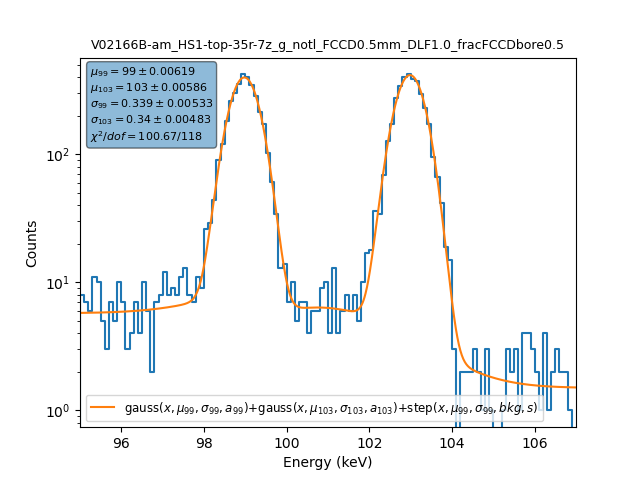 V02166B-am_HS1-top-35r-7z_g_notl_FCCD0.5mm_DLF1.0_fracFCCDbore0.5
μ₉₉ = 99 ± 0.00619
μ₁₀₃ = 103 ± 0.00586
σ₉₉ = 0.339 ± 0.00533
σ₁₀₃ = 0.34 ± 0.00483
χ²/dof = 100.67/118
10²
10¹
10⁰
Counts
gauss(x, μ₉₉, σ₉₉, a₉₉)+gauss(x, μ₁₀₃, σ₁₀₃, a₁₀₃)+step(x, μ₉₉, σ₉₉, bkg, s)
96 98 100 102 104 106
Energy (keV)